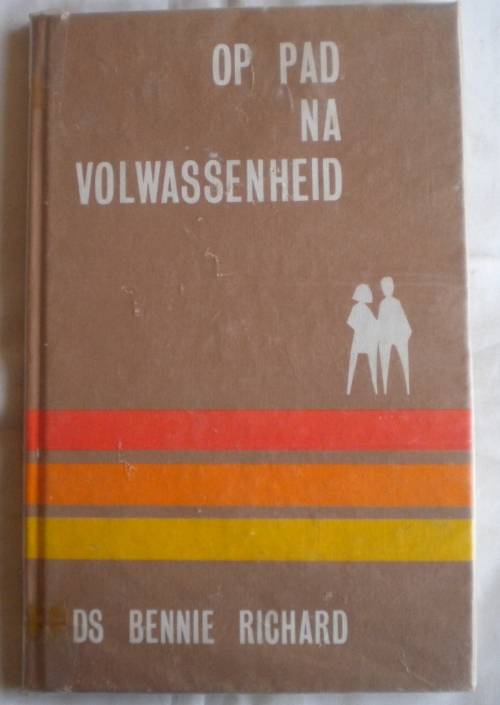 OP PAD
NA
VOLWASSENHEID
DS BENNIE RICHARD